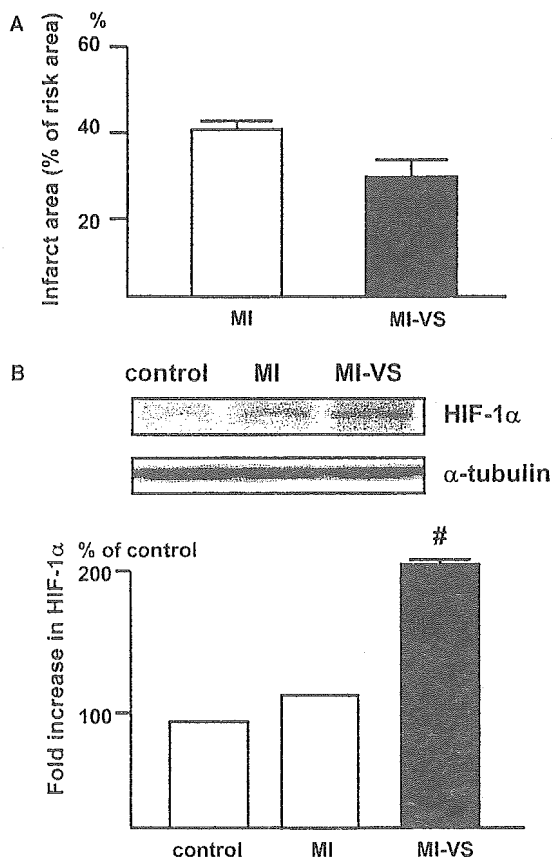 A
%
60
40
20
Infarct area (% of risk area)
MI MI-VS
B
control MI MI-VS
HIF-1α
α-tubulin
% of control
#
200
100
Fold increase in HIF-1α
control MI MI-VS